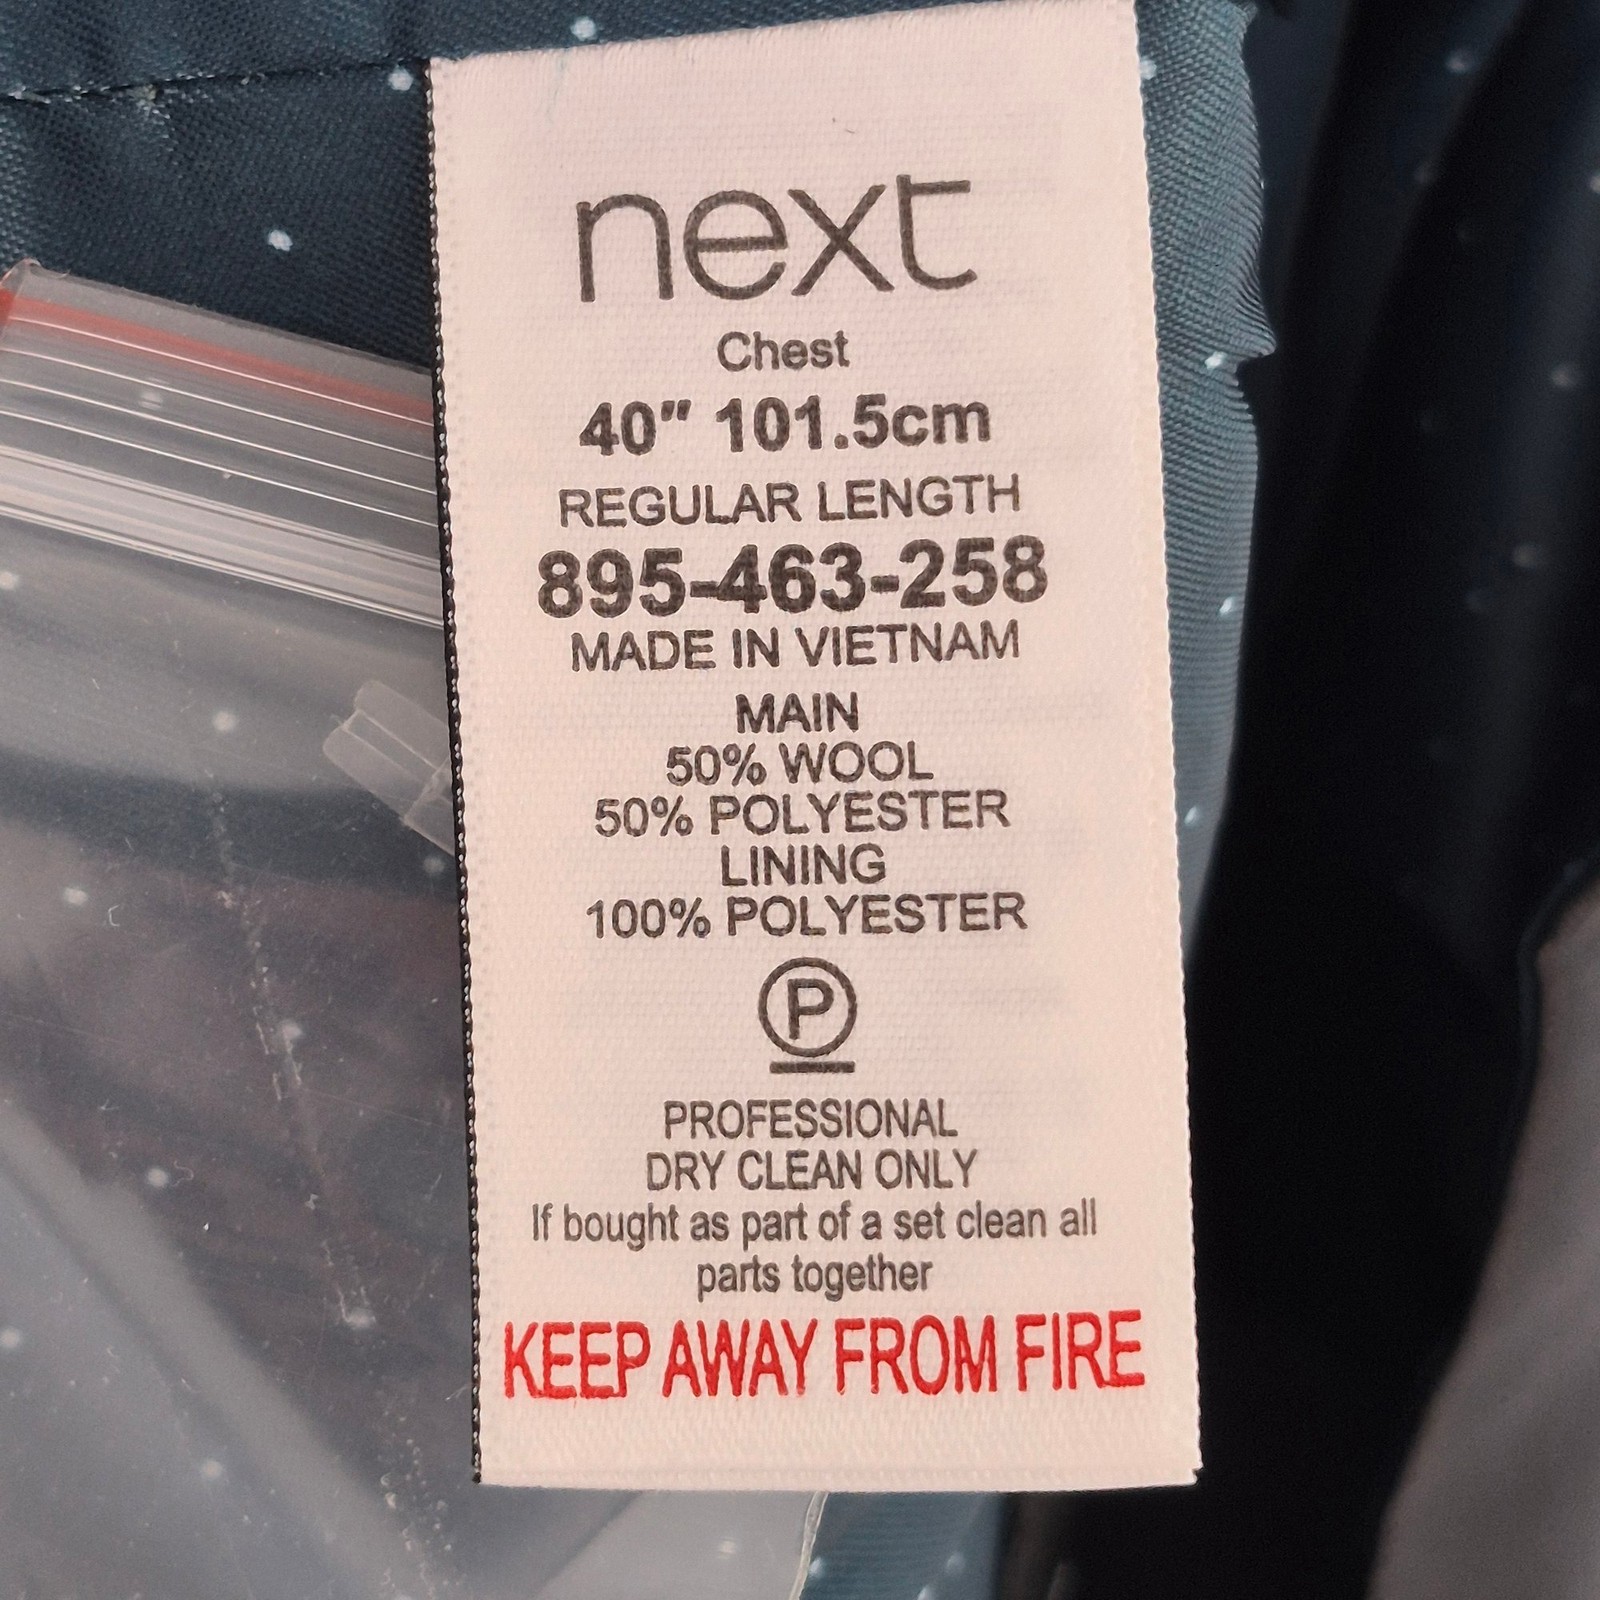 next
Chest
40" 101.5cm
REGULAR LENGTH
895-463-258
MADE IN VIETNAM
MAIN
50% WOOL
50% POLYESTER
LINING
100% POLYESTER
P
PROFESSIONAL
DRY CLEAN ONLY
If bought as part of a set clean all
parts together
KEEP AWAY FROM FIRE